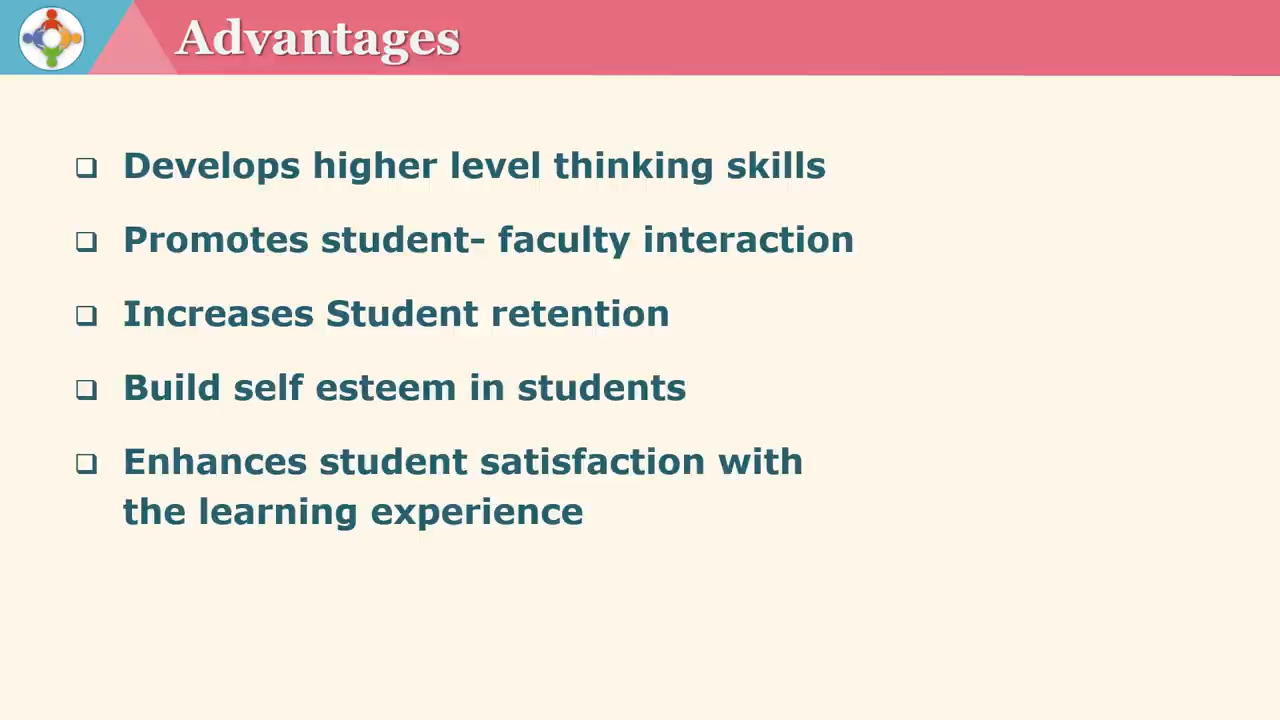 Advantages
❑ Develops higher level thinking skills
❑ Promotes student- faculty interaction
❑ Increases Student retention
❑ Build self esteem in students
❑ Enhances student satisfaction with
the learning experience